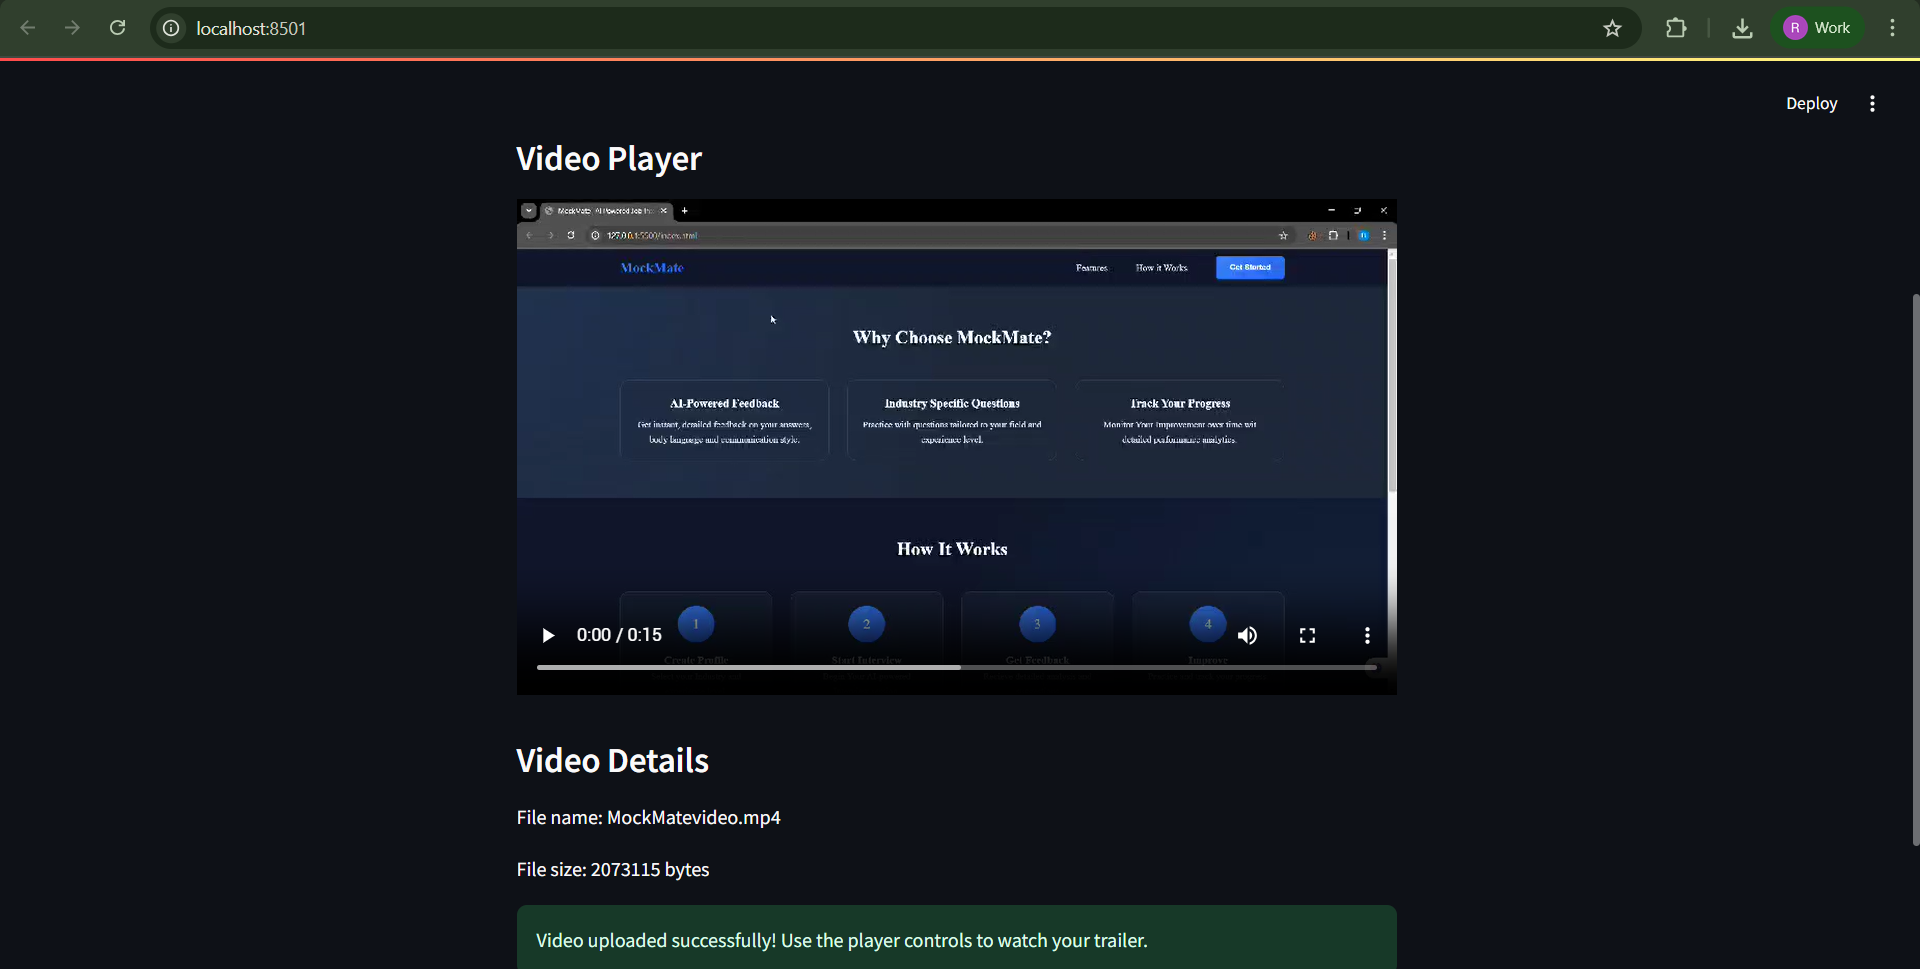 localhost:8501
R Work
Deploy
Video Player
MockMate
127.0.0.1:5500/index.html
MockMate
Features
How it Works
Get Started
Why Choose MockMate?
AI-Powered Feedback
Get instant, detailed feedback on your answers,
body language and communication style.
Industry Specific Questions
Practice with questions tailored to your field and
experience level.
Track Your Progress
Monitor Your Improvement over time wit
detailed performance analytics.
How It Works
1
2
3
4
Create Profile
Start Interview
Get Feedback
Improve
0:00 / 0:15
Video Details
File name: MockMatevideo.mp4
File size: 2073115 bytes
Video uploaded successfully! Use the player controls to watch your trailer.